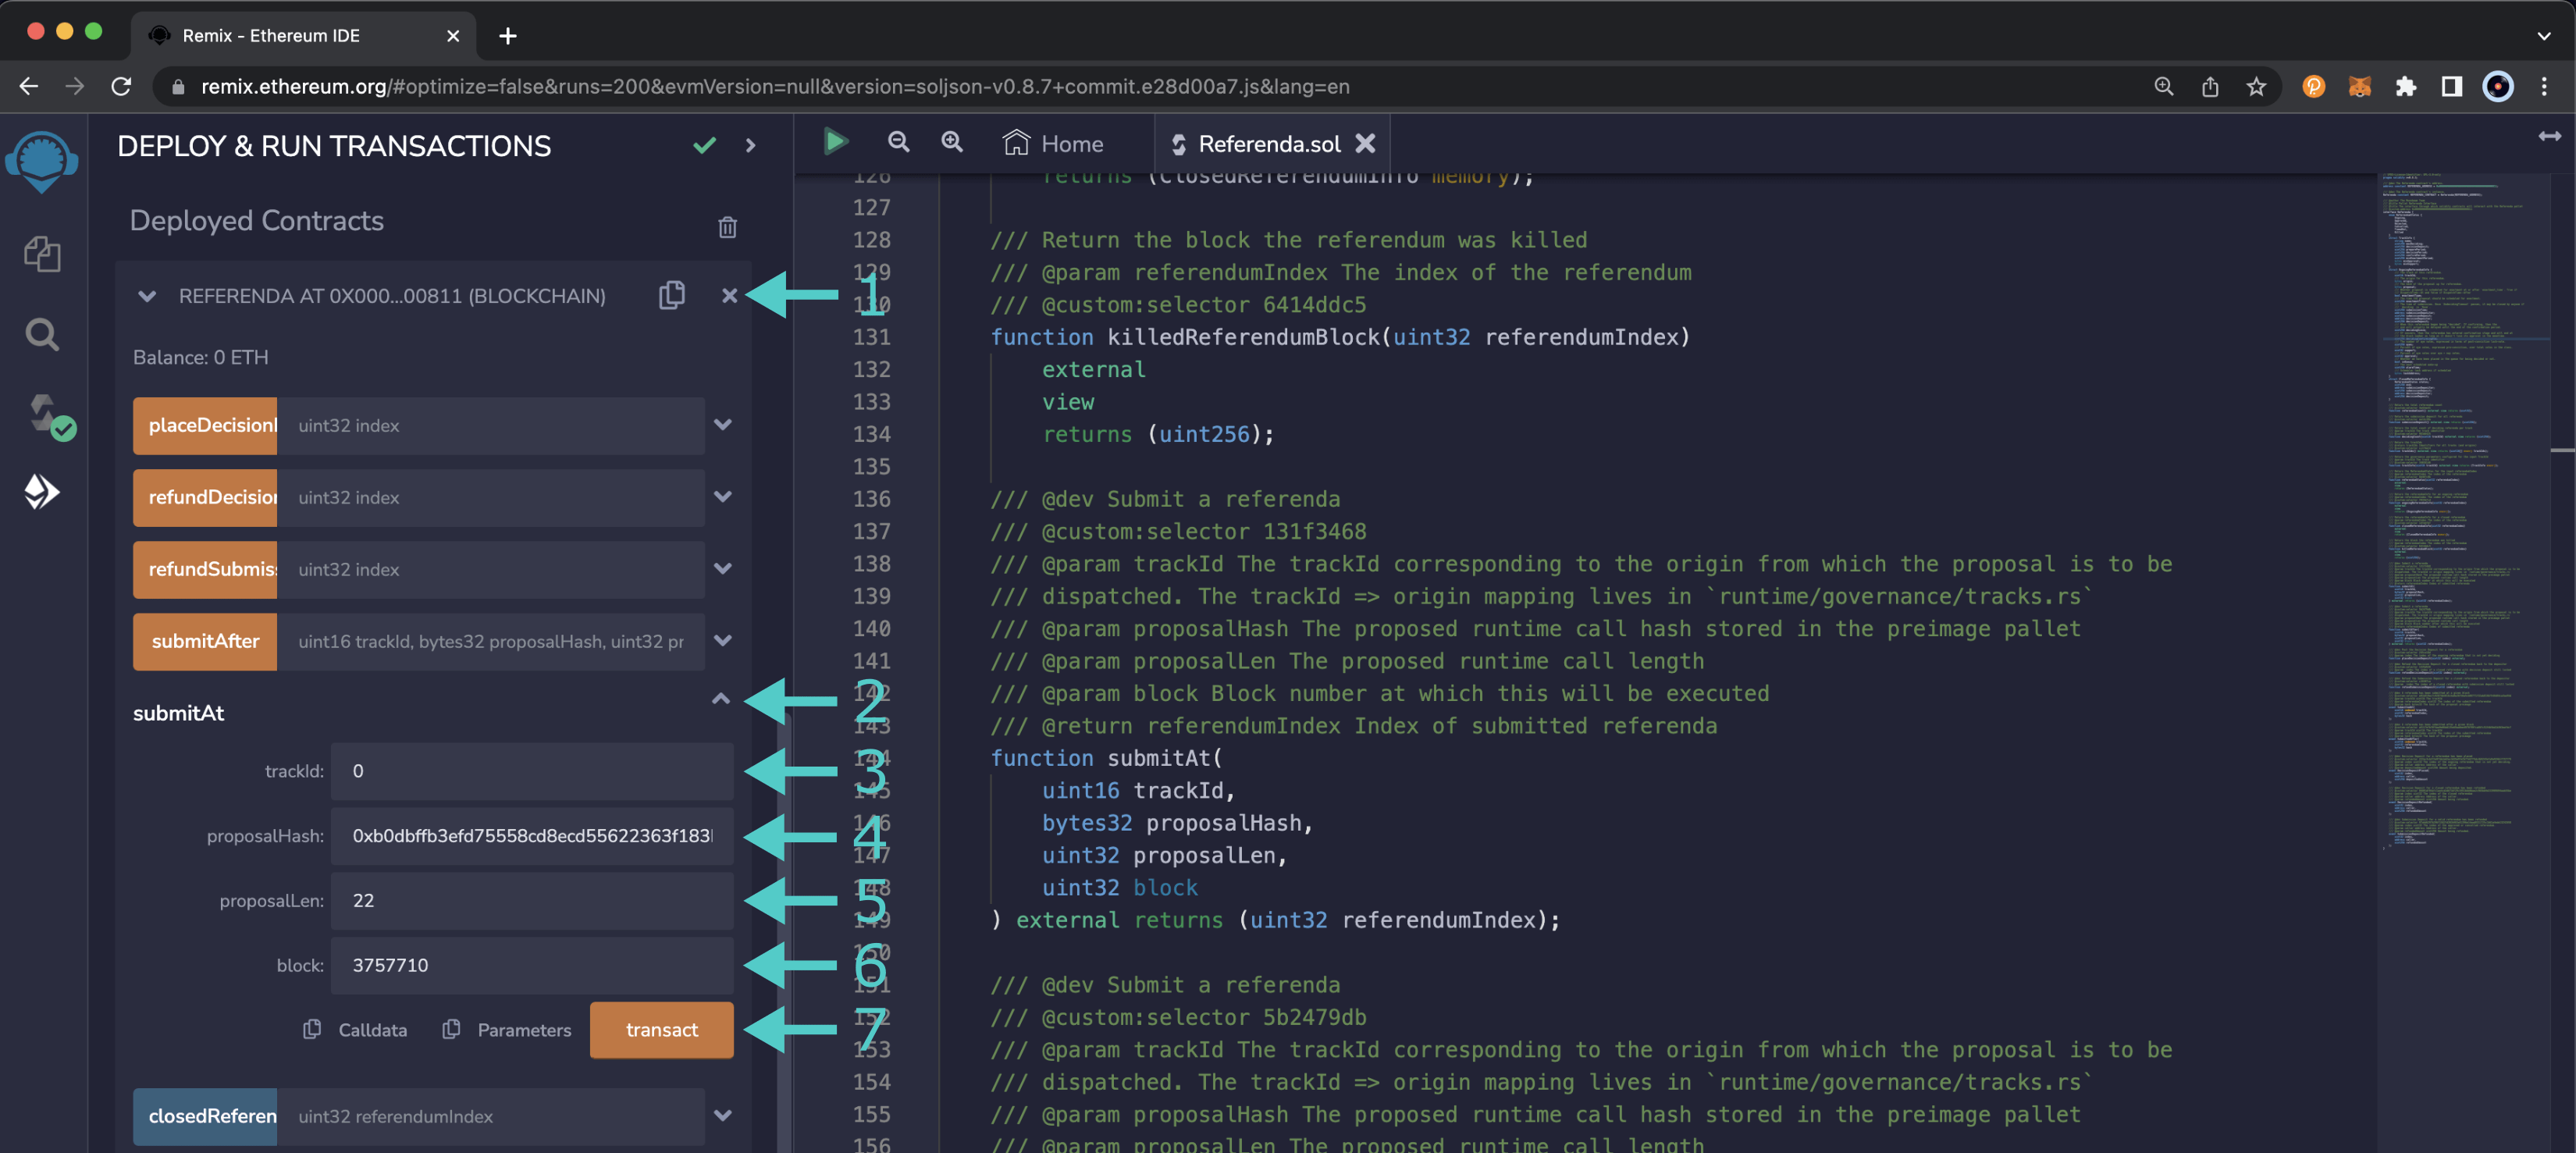 Remix - Ethereum IDE
remix.ethereum.org/#optimize=false&runs=200&evmVersion=null&version=soljson-v0.8.7+commit.e28d00a7.js&lang=en
DEPLOY & RUN TRANSACTIONS
Deployed Contracts
REFERENDA AT 0X000...00811 (BLOCKCHAIN)
1
Balance: 0 ETH
placeDecision
uint32 index
refundDecision
uint32 index
refundSubmis
uint32 index
submitAfter
uint16 trackId, bytes32 proposalHash, uint32 pr
submitAt
2
trackId:
0
3
proposalHash:
0xb0dbffb3efd75558cd8ecd55622363f183
4
proposalLen:
22
5
block:
3757710
6
Calldata
Parameters
transact
7
closedReferen
uint32 referendumIndex
Home
Referenda.sol
126 returns (ClosedReferendumInfo memory);
127
128 /// Return the block the referendum was killed
129 /// @param referendumIndex The index of the referendum
130 /// @custom:selector 6414ddc5
131 function killedReferendumBlock(uint32 referendumIndex)
132 external
133 view
134 returns (uint256);
135
136 /// @dev Submit a referenda
137 /// @custom:selector 131f3468
138 /// @param trackId The trackId corresponding to the origin from which the proposal is to be
139 /// dispatched. The trackId => origin mapping lives in `runtime/governance/tracks.rs`
140 /// @param proposalHash The proposed runtime call hash stored in the preimage pallet
141 /// @param proposalLen The proposed runtime call length
142 /// @param block Block number at which this will be executed
143 /// @return referendumIndex Index of submitted referenda
144 function submitAt(
145 uint16 trackId,
146 bytes32 proposalHash,
147 uint32 proposalLen,
148 uint32 block
149 ) external returns (uint32 referendumIndex);
150
151 /// @dev Submit a referenda
152 /// @custom:selector 5b2479db
153 /// @param trackId The trackId corresponding to the origin from which the proposal is to be
154 /// dispatched. The trackId => origin mapping lives in `runtime/governance/tracks.rs`
155 /// @param proposalHash The proposed runtime call hash stored in the preimage pallet
156 /// @param proposalLen The proposed runtime call length